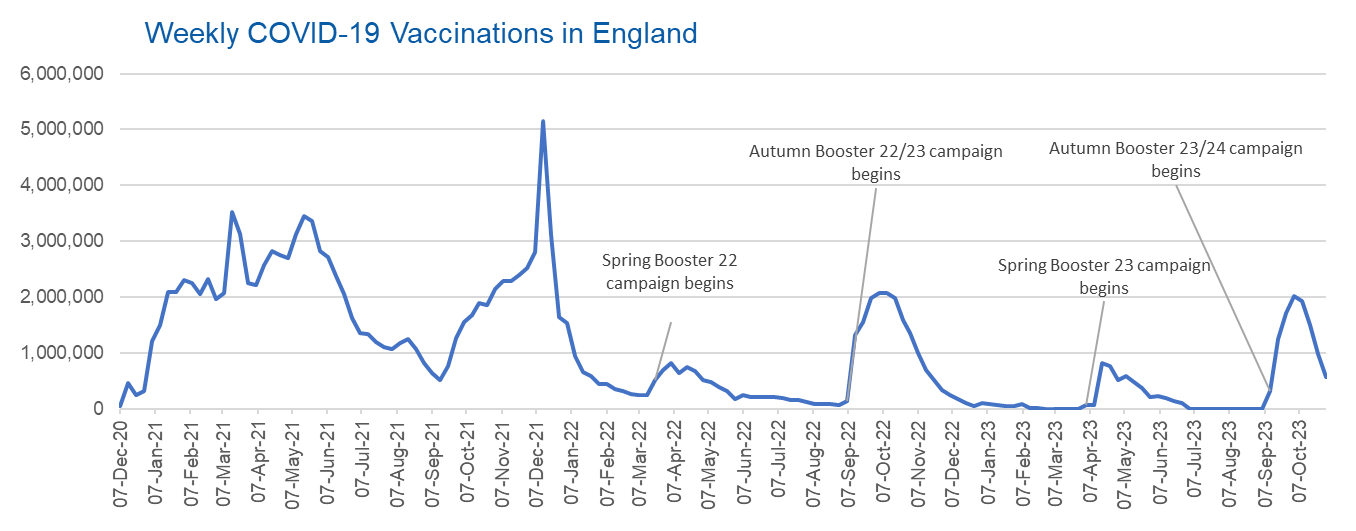 Weekly COVID-19 Vaccinations in England
6,000,000
5,000,000
4,000,000
3,000,000
2,000,000
1,000,000
0
Spring Booster 22
campaign begins
Autumn Booster 22/23 campaign
begins
Spring Booster 23 campaign
begins
Autumn Booster 23/24 campaign
begins
07-Dec-20
07-Jan-21
07-Feb-21
07-Mar-21
07-Apr-21
07-May-21
07-Jun-21
07-Jul-21
07-Aug-21
07-Sep-21
07-Oct-21
07-Nov-21
07-Dec-21
07-Jan-22
07-Feb-22
07-Mar-22
07-Apr-22
07-May-22
07-Jun-22
07-Jul-22
07-Aug-22
07-Sep-22
07-Oct-22
07-Nov-22
07-Dec-22
07-Jan-23
07-Feb-23
07-Mar-23
07-Apr-23
07-May-23
07-Jun-23
07-Jul-23
07-Aug-23
07-Sep-23
07-Oct-23